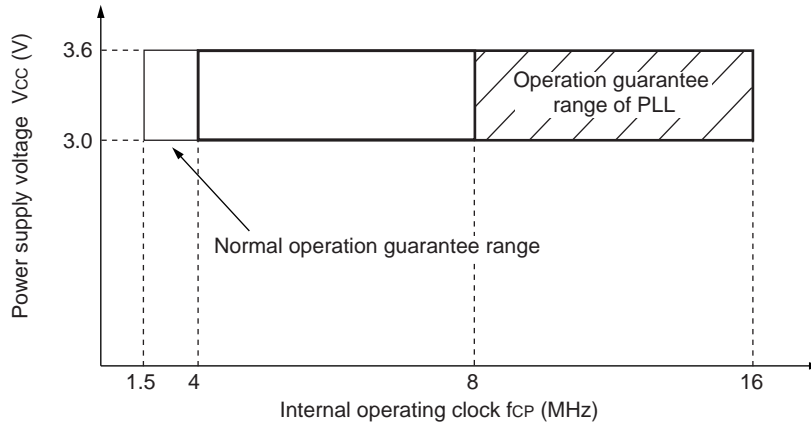 Power supply voltage VCC (V)
3.6
3.0
Operation guarantee
range of PLL
Normal operation guarantee range
1.5 4 8 16
Internal operating clock fCP (MHz)